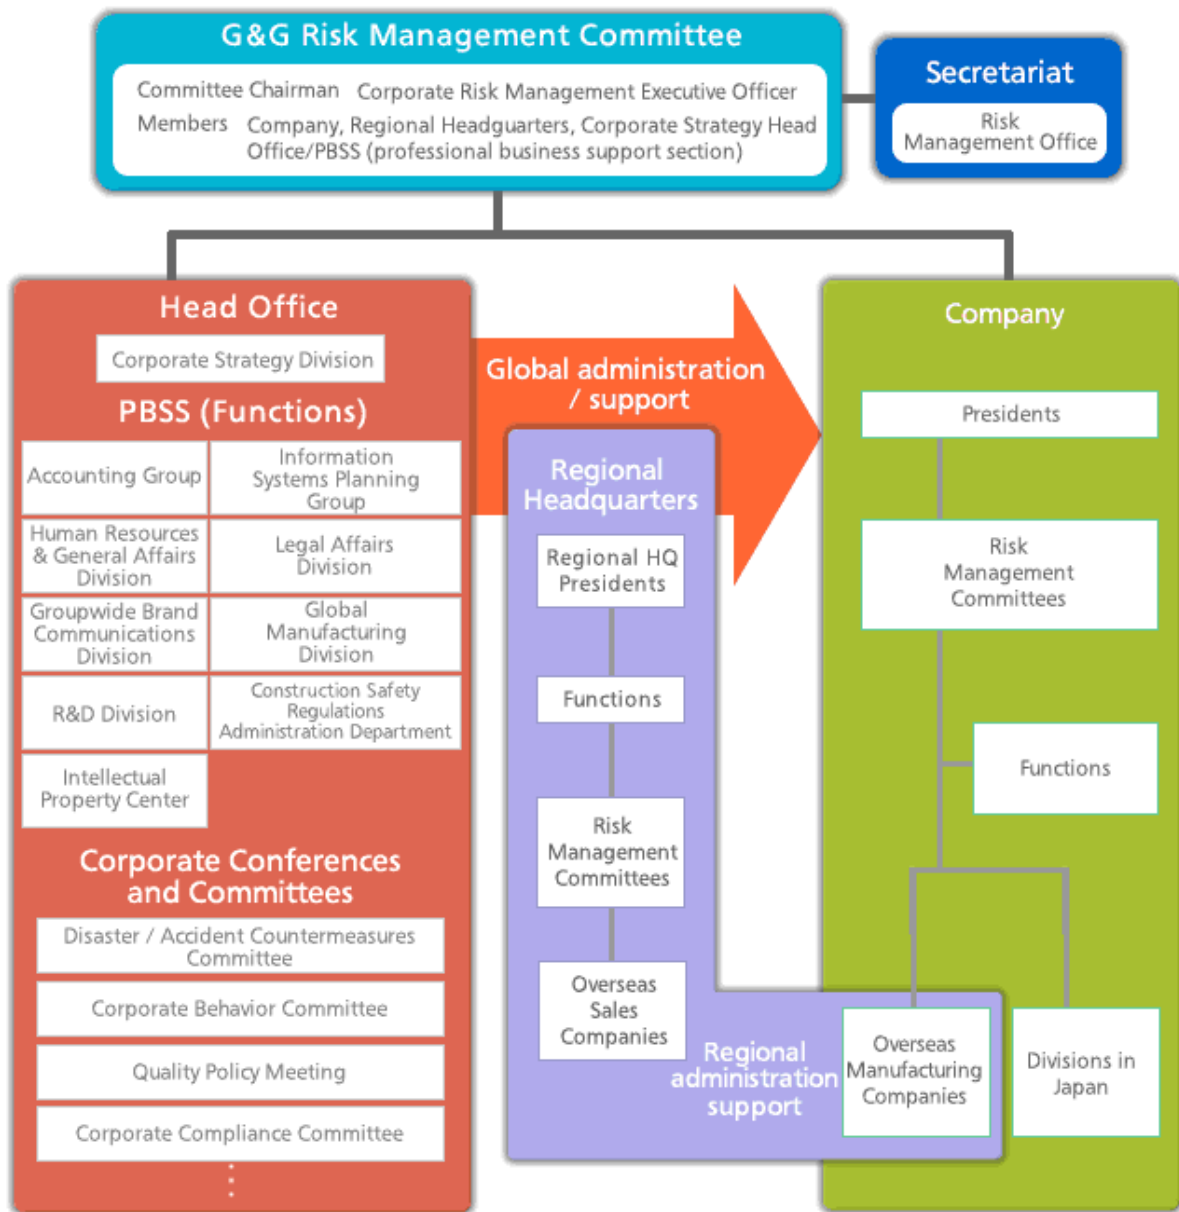 G&G Risk Management Committee
Committee Chairman Corporate Risk Management Executive Officer
Members Company, Regional Headguarters, Corporate Strategy Head
Office/PBSS (professional business support section)
Secretariat
Risk
Management Office
Head Office
Corporate Strategy Division
PBSS (Functions)
Accounting Group
Information
Systems Planning
Group
Human Resources
& General Affairs
Division
Legal Affairs
Division
Groupwide Brand
Communications
Division
Global
Manufacturing
Division
R&D Division
Construction Safety
Regulations
Administration Department
Intellectual
Property Center
Corporate Conferences
and Committees
Disaster / Accident Countermeasures
Committee
Corporate Behavior Committee
Quality Policy Meeting
Corporate Compliance Committee
⋮
Global administration
/ support
Regional
Headquarters
Regional HQ
Presidents
Functions
Risk
Management
Committees
Overseas
Sales
Companies
Regional
administration
support
Company
Presidents
Risk
Management
Committees
Functions
Overseas
Manufacturing
Companies
Divisions in
Japan